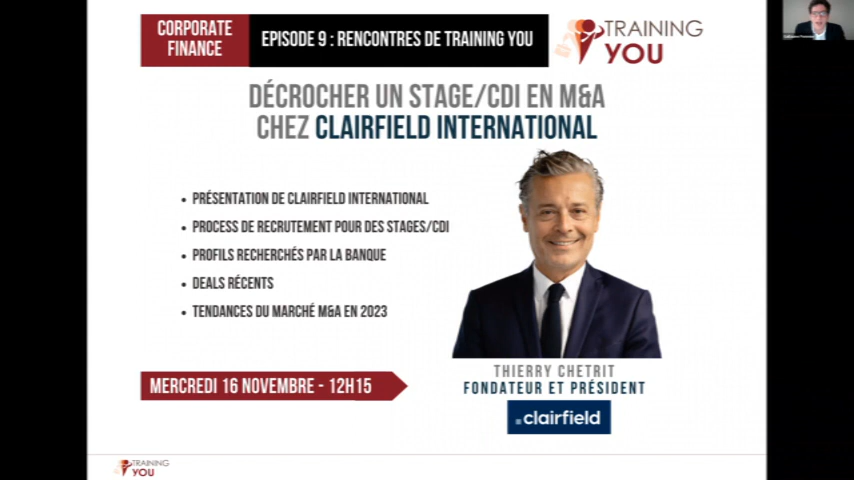 CORPORATE
FINANCE
EPISODE 9 : RENCONTRES DE TRAINING YOU
TRAINING
YOU
DÉCROCHER UN STAGE/CDI EN M&A
CHEZ CLAIRFIELD INTERNATIONAL
• PRÉSENTATION DE CLAIRFIELD INTERNATIONAL
• PROCESS DE RECRUTEMENT POUR DES STAGES/CDI
• PROFILS RECHERCHÉS PAR LA BANQUE
• DEALS RÉCENTS
• TENDANCES DU MARCHÉ M&A EN 2023
MERCREDI 16 NOVEMBRE - 12H15
THIERRY CHETRIT
FONDATEUR ET PRÉSIDENT
.clairfield
TRAINING
YOU